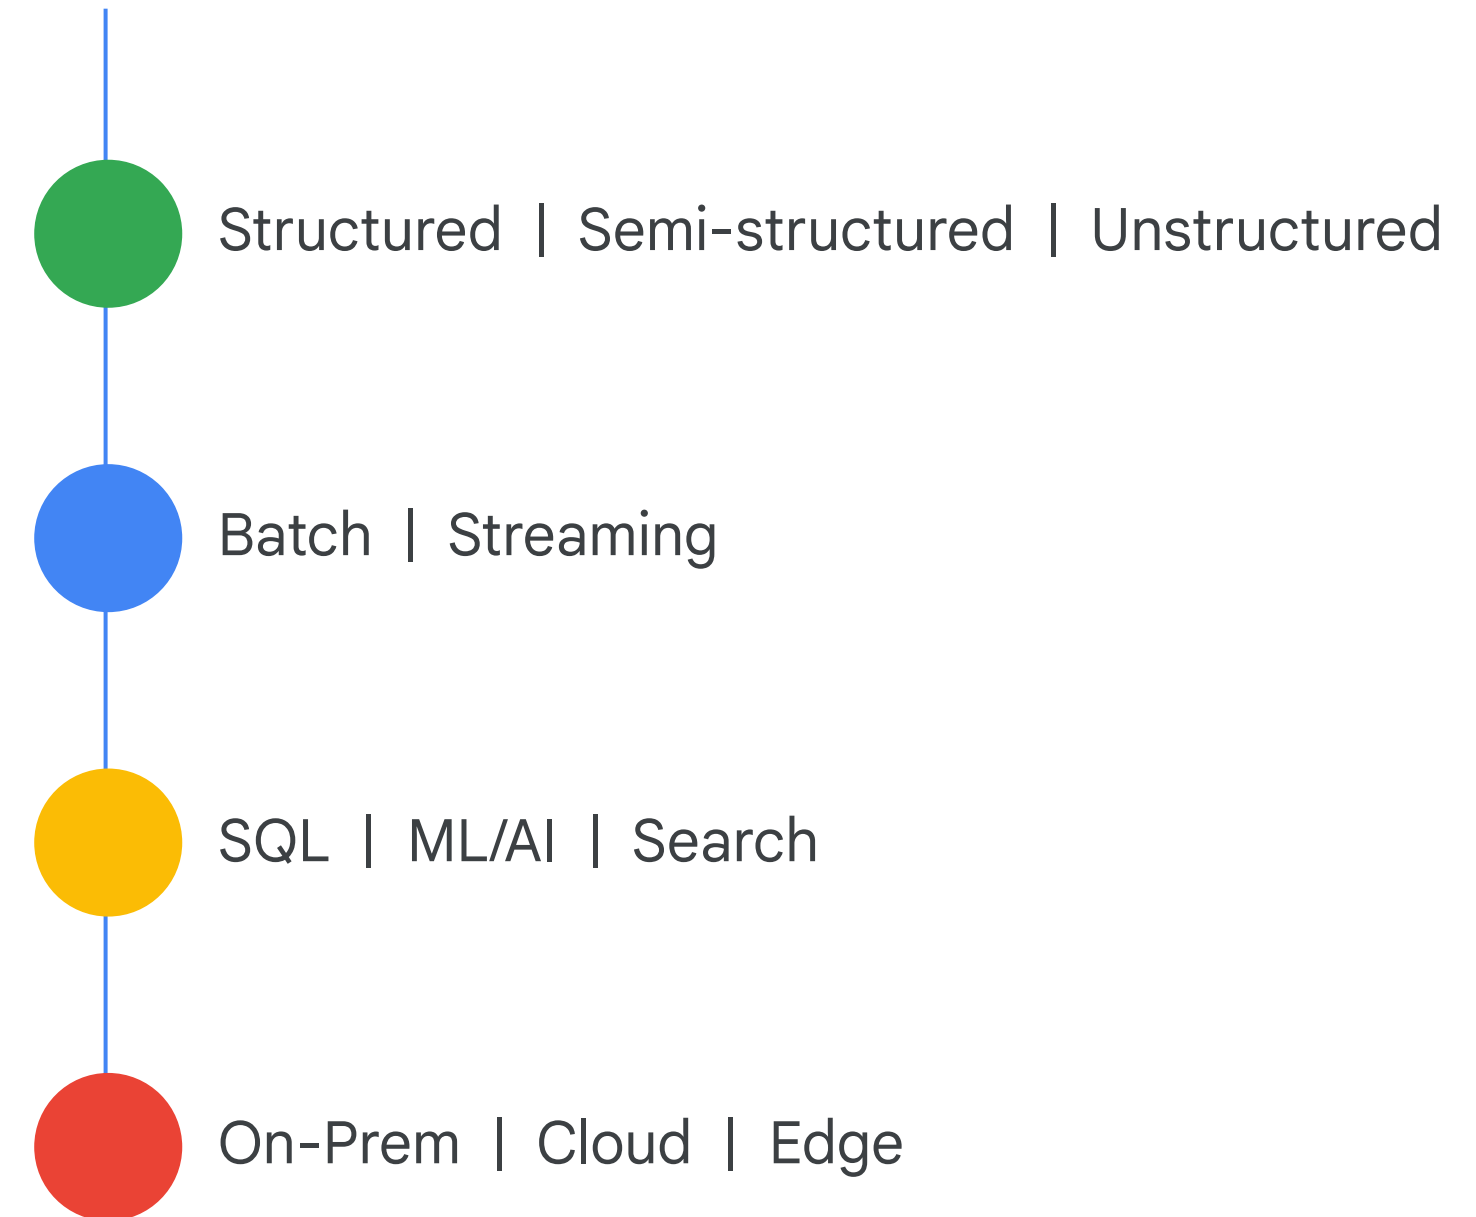 Structured | Semi-structured | Unstructured
Batch | Streaming
SQL | ML/AI | Search
On-Prem | Cloud | Edge